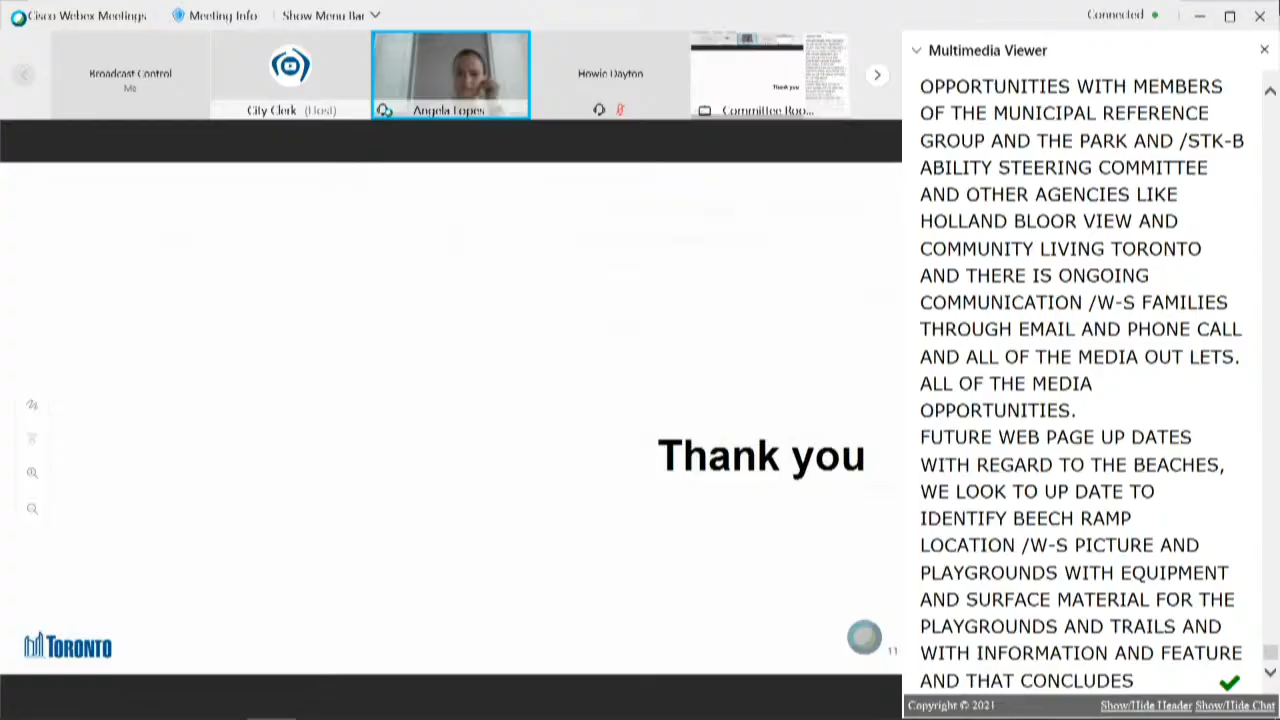 Cisco Webex Meetings
Meeting Info
Show Menu Bar
Connected
City Clerk (Host)
Angela Lopes
Howie Dayton
Thank you
Committee Roo...
Thank you
TORONTO
11
Multimedia Viewer
OPPORTUNITIES WITH MEMBERS
OF THE MUNICIPAL REFERENCE
GROUP AND THE PARK AND /STK-B
ABILITY STEERING COMMITTEE
AND OTHER AGENCIES LIKE
HOLLAND BLOOR VIEW AND
COMMUNITY LIVING TORONTO
AND THERE IS ONGOING
COMMUNICATION /W-S FAMILIES
THROUGH EMAIL AND PHONE CALL
AND ALL OF THE MEDIA OUT LETS.
ALL OF THE MEDIA
OPPORTUNITIES.
FUTURE WEB PAGE UP DATES
WITH REGARD TO THE BEACHES,
WE LOOK TO UP DATE TO
IDENTIFY BEECH RAMP
LOCATION /W-S PICTURE AND
PLAYGROUNDS WITH EQUIPMENT
AND SURFACE MATERIAL FOR THE
PLAYGROUNDS AND TRAILS AND
WITH INFORMATION AND FEATURE
AND THAT CONCLUDES
Copyright © 2021
Show/Hide Header Show/Hide Chat